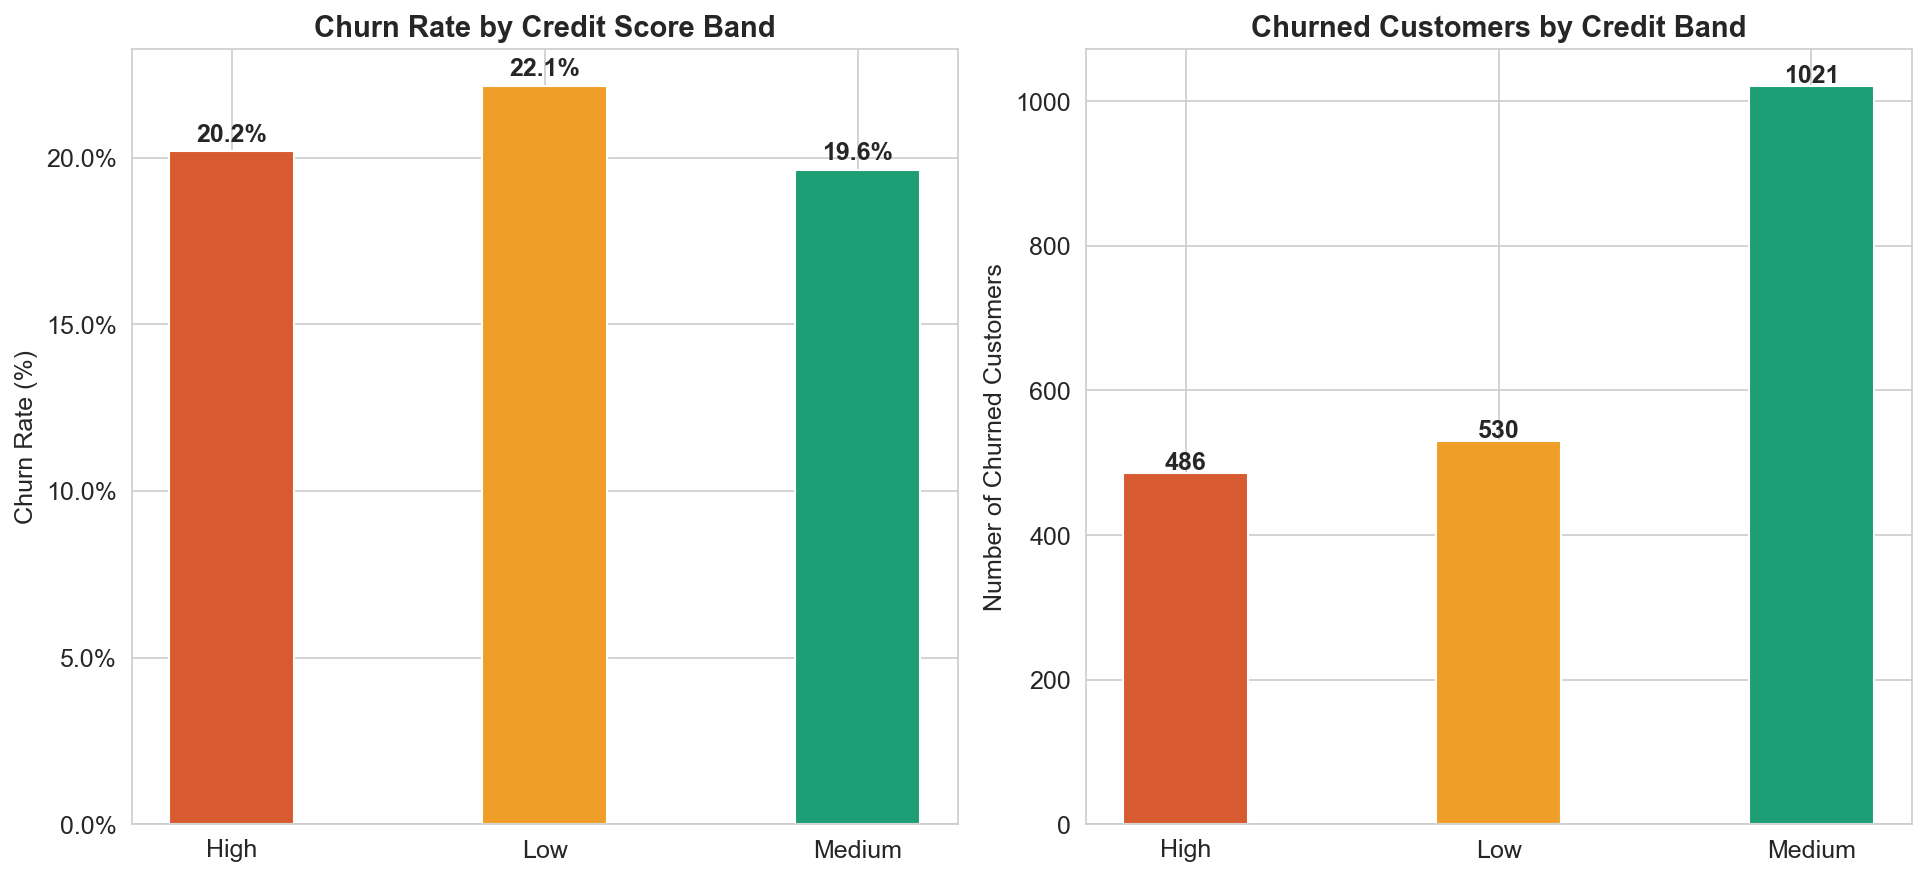 Churn Rate by Credit Score Band
Churn Rate (%)
20.0%
15.0%
10.0%
5.0%
0.0%
20.2%
22.1%
19.6%
High
Low
Medium
Churned Customers by Credit Band
Number of Churned Customers
1000
800
600
400
200
0
486
530
1021
High
Low
Medium